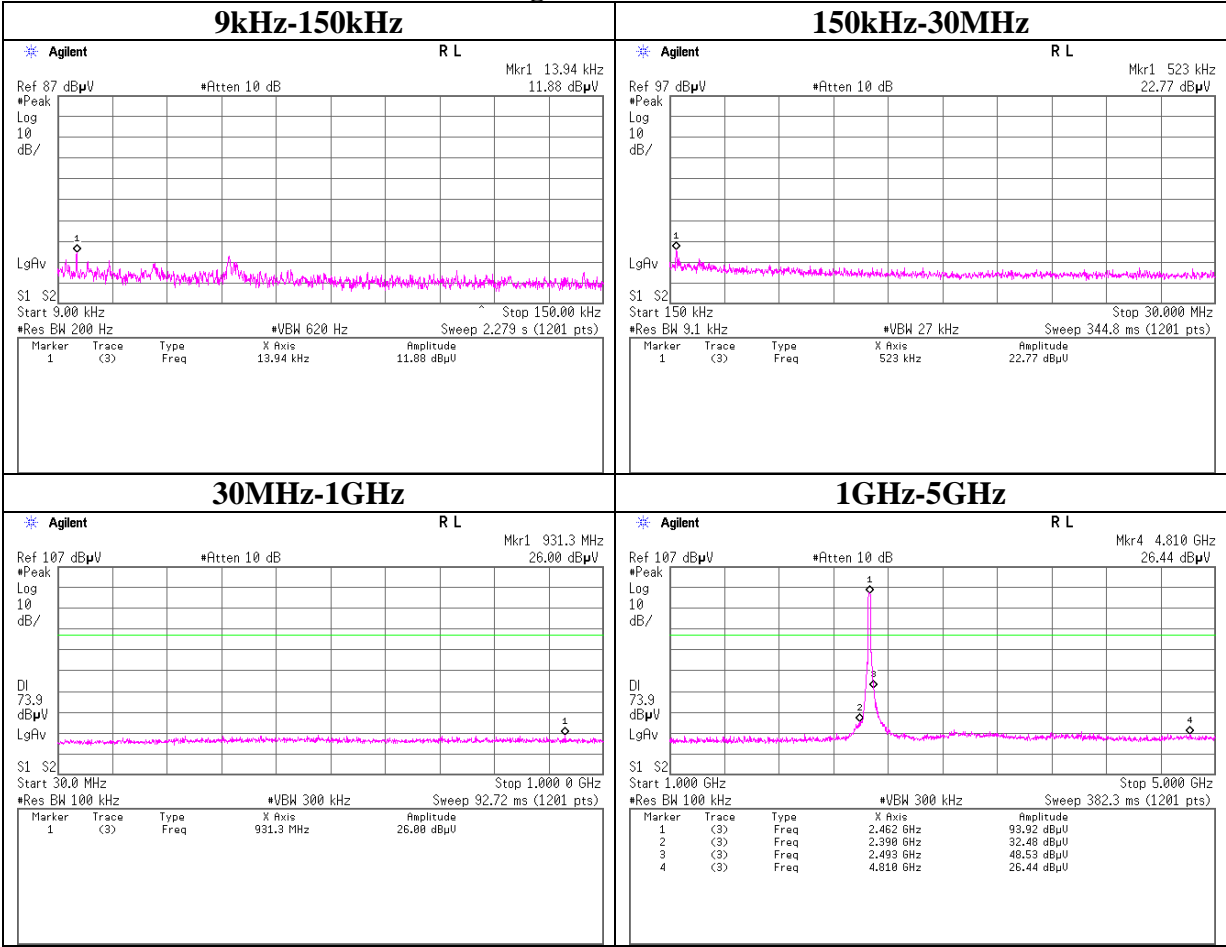 9kHz-150kHz
Agilent
R L
Mkr1 13.94 kHz
Ref 87 dBµV #Atten 10 dB 11.88 dBµV
#Peak
Log
10
dB/
1
LgAv
S1 S2
Start 9.00 kHz ^ Stop 150.00 kHz
#Res BW 200 Hz #VBW 620 Hz Sweep 2.279 s (1201 pts)
Marker Trace Type X Axis Amplitude
1 (3) Freq 13.94 kHz 11.88 dBµV
150kHz-30MHz
Agilent
R L
Mkr1 523 kHz
Ref 97 dBµV #Atten 10 dB 22.77 dBµV
#Peak
Log
10
dB/
1
LgAv
S1 S2
Start 150 kHz Stop 30.000 MHz
#Res BW 9.1 kHz #VBW 27 kHz Sweep 344.8 ms (1201 pts)
Marker Trace Type X Axis Amplitude
1 (3) Freq 523 kHz 22.77 dBµV
30MHz-1GHz
Agilent
R L
Mkr1 931.3 MHz
Ref 107 dBµV #Atten 10 dB 26.00 dBµV
#Peak
Log
10
dB/
DI
73.9
dBµV
1
LgAv
S1 S2
Start 30.0 MHz Stop 1.000 0 GHz
#Res BW 100 kHz #VBW 300 kHz Sweep 92.72 ms (1201 pts)
Marker Trace Type X Axis Amplitude
1 (3) Freq 931.3 MHz 26.00 dBµV
1GHz-5GHz
Agilent
R L
Mkr4 4.810 GHz
Ref 107 dBµV #Atten 10 dB 26.44 dBµV
#Peak
1
Log
10
dB/
3
DI
73.9
2
dBµV
4
LgAv
S1 S2
Start 1.000 GHz Stop 5.000 GHz
#Res BW 100 kHz #VBW 300 kHz Sweep 382.3 ms (1201 pts)
Marker Trace Type X Axis Amplitude
1 (3) Freq 2.462 GHz 93.92 dBµV
2 (3) Freq 2.390 GHz 32.48 dBµV
3 (3) Freq 2.493 GHz 48.53 dBµV
4 (3) Freq 4.810 GHz 26.44 dBµV